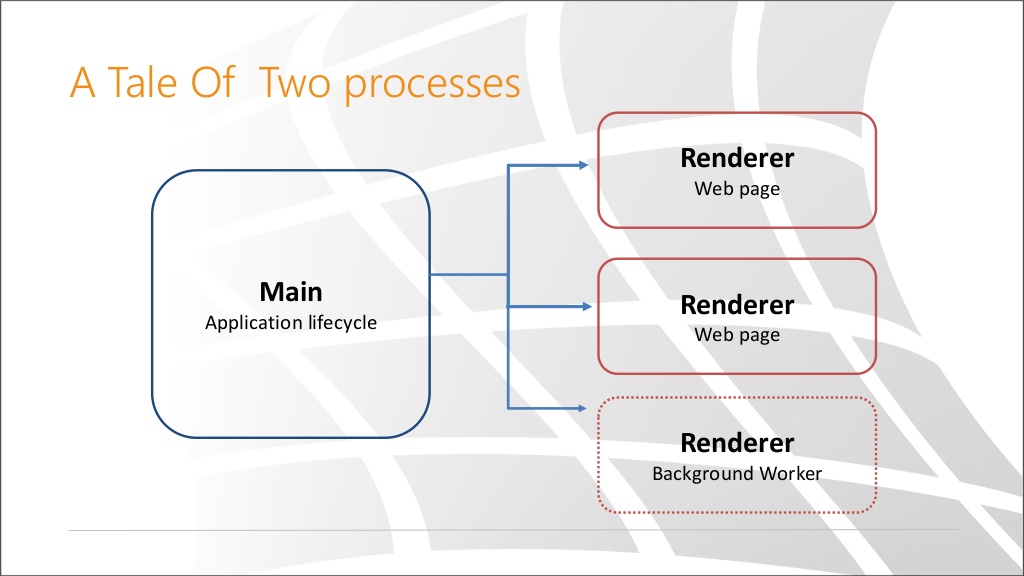 A Tale Of  Two processes
Main
Application lifecycle
Renderer
Web page
Renderer
Web page
Renderer
Background Worker